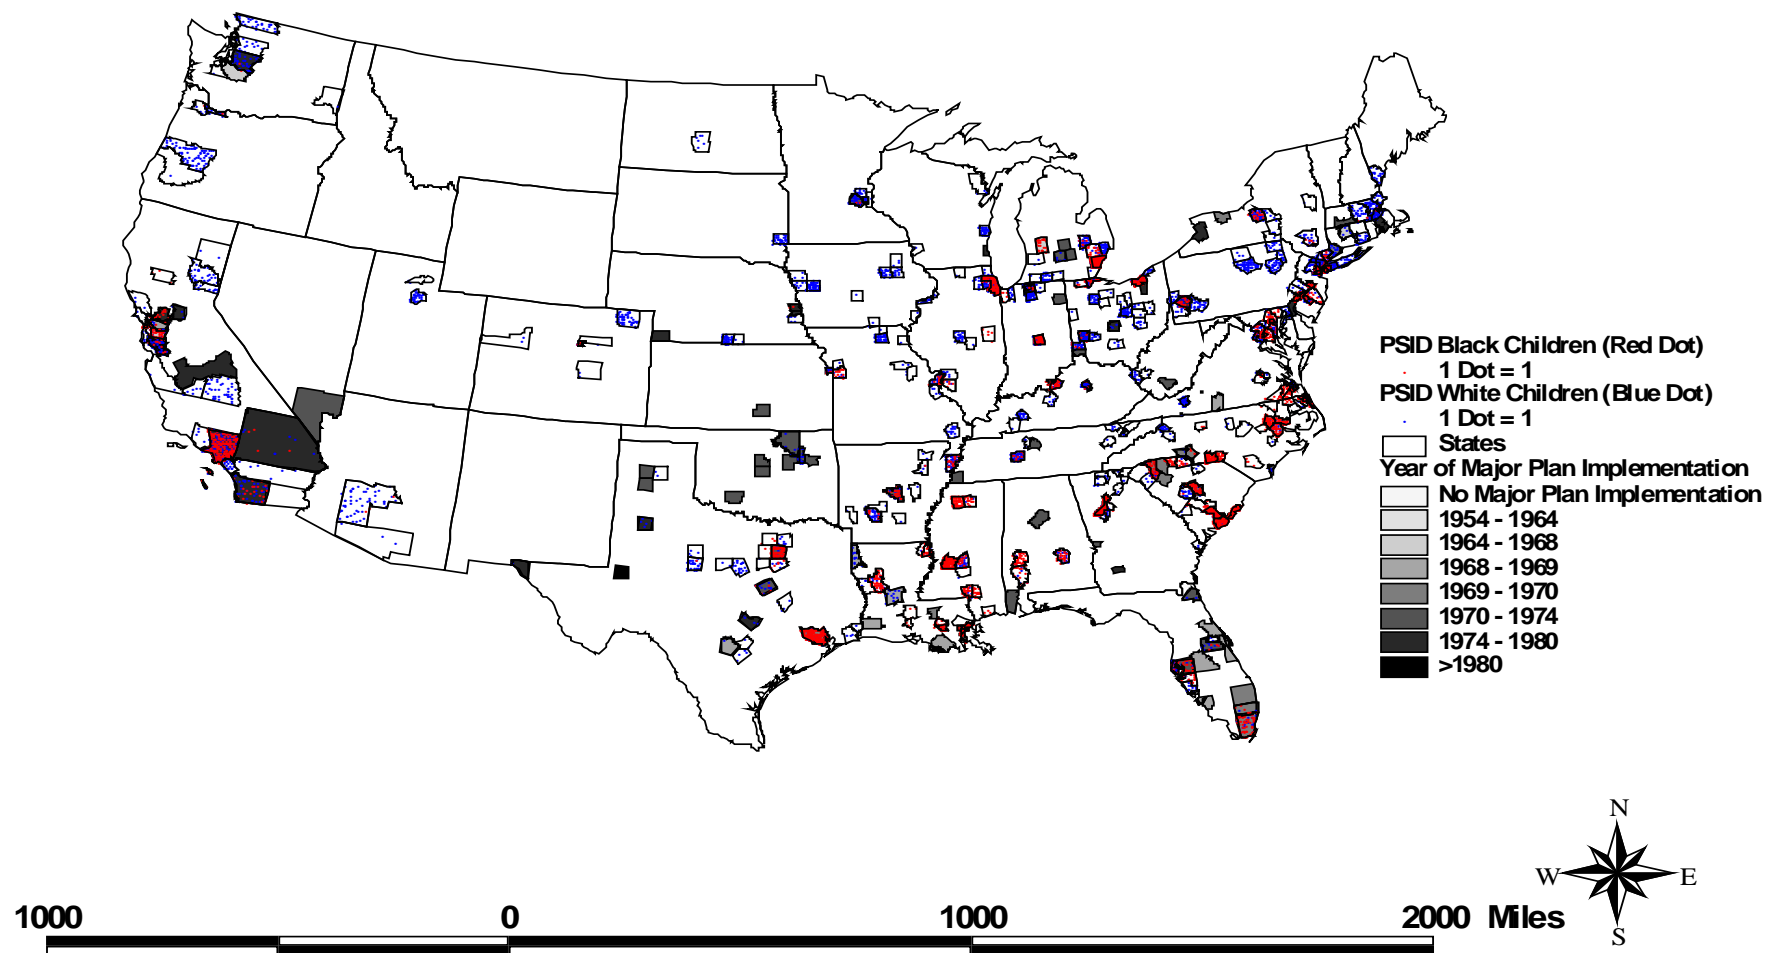 PSID Black Children (Red Dot)
1 Dot = 1
PSID White Children (Blue Dot)
1 Dot = 1
States
Year of Major Plan Implementation
No Major Plan Implementation
1954 - 1964
1964 - 1968
1968 - 1969
1969 - 1970
1970 - 1974
1974 - 1980
>1980
N
W E
S
1000 0 1000 2000 Miles